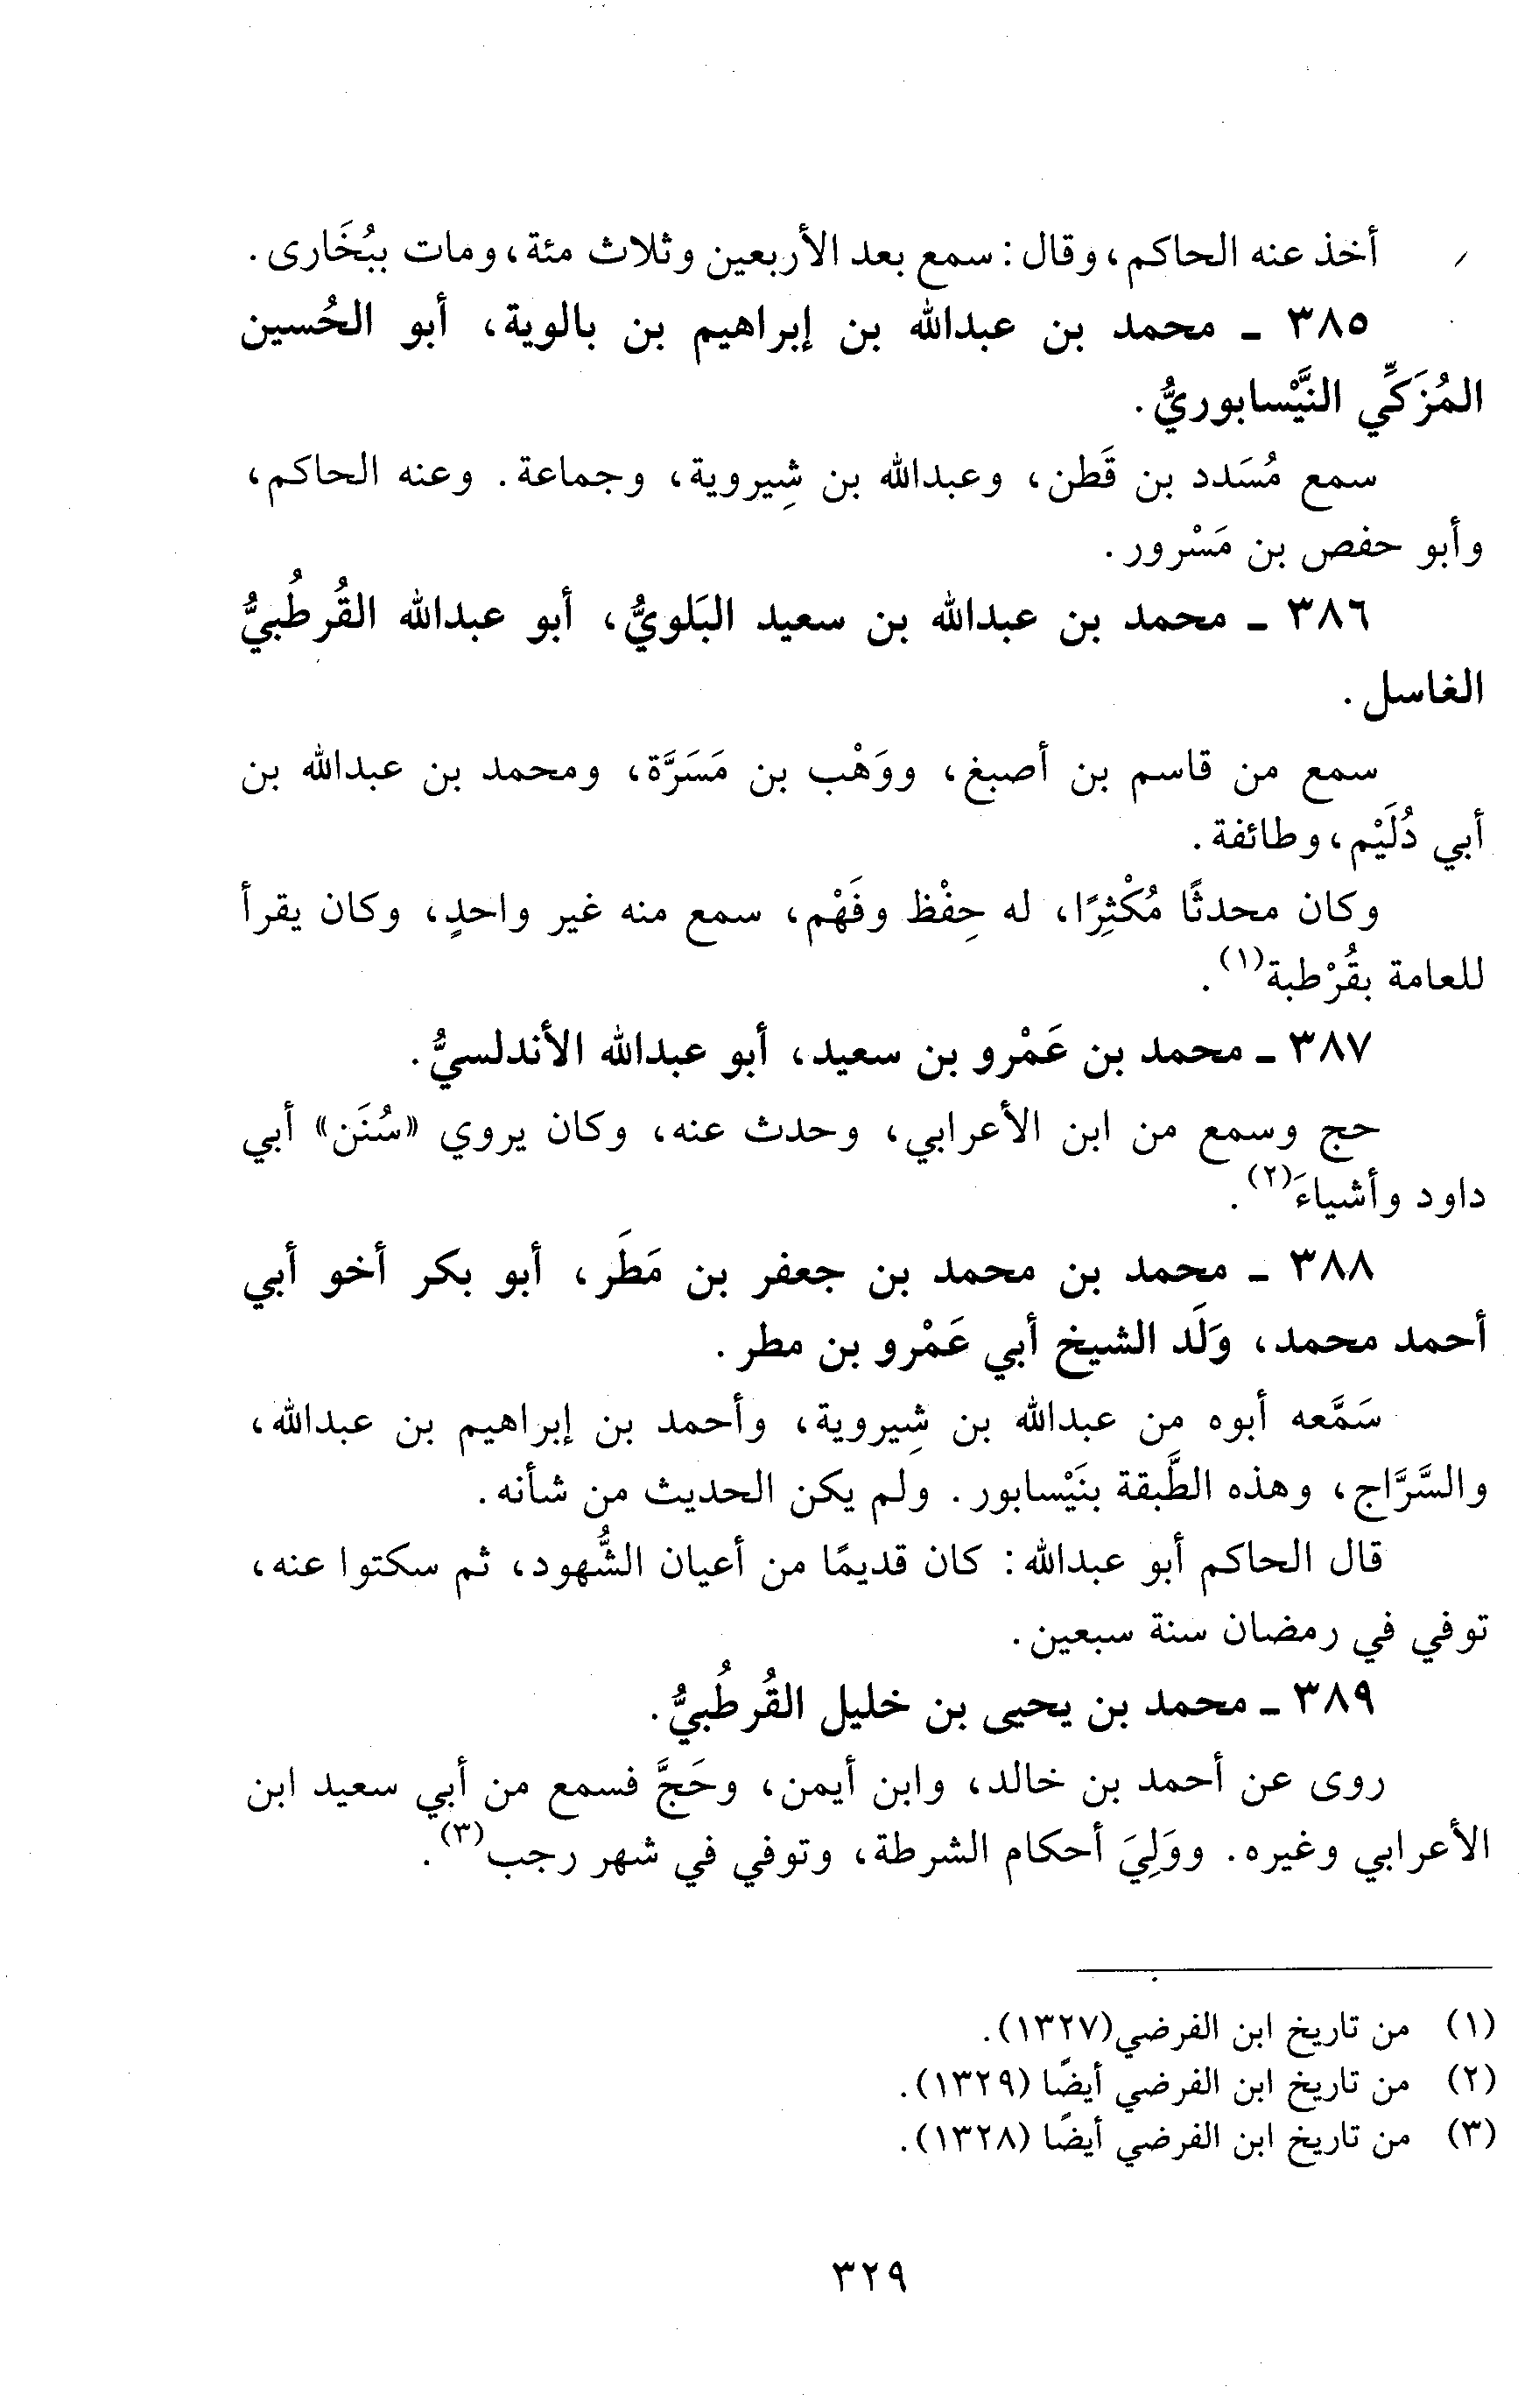 أخذ عنه الحاكم، وقال: سمع بعد الأربعين وثلاث مئة، ومات ببُخَارى.
٣٨٥ - محمد بن عبدالله بن إبراهيم بن بالوية، أبو الحُسين
المُزَكِّي النَّيْسابوريُّ.
سمع مُسَدد بن قَطن، وعبدالله بن شِيروية، وجماعة. وعنه الحاكم،
وأبو حفص بن مَسْرور.
٣٨٦ - محمد بن عبدالله بن سعيد البَلويُّ، أبو عبدالله القُرطُبيُّ
الغاسل.
سمع من قاسم بن أصبغ، ووَهْب بن مَسَرَّة، ومحمد بن عبدالله بن
أبي دُلَيْم، وطائفة.
وكان محدثًا مُكْثِرًا، له حِفْظ وفَهْم، سمع منه غير واحدٍ، وكان يقرأ
للعامة بقُرْطبة(١).
٣٨٧ - محمد بن عَمْرو بن سعيد، أبو عبدالله الأندلسيُّ.
حج وسمع من ابن الأعرابي، وحدث عنه، وكان يروي «سُنَن» أبي
داود وأشياءَ(٢).
٣٨٨ - محمد بن محمد بن جعفر بن مَطَر، أبو بكر أخو أبي
أحمد محمد، وَلَد الشيخ أبي عَمْرو بن مطر.
سَمَّعه أبوه من عبدالله بن شِيروية، وأحمد بن إبراهيم بن عبدالله،
والسَّرَّاج، وهذه الطَّبقة بنَيْسابور. ولم يكن الحديث من شأنه.
قال الحاكم أبو عبدالله: كان قديمًا من أعيان الشُّهود، ثم سكتوا عنه،
توفي في رمضان سنة سبعين.
٣٨٩ - محمد بن يحيى بن خليل القُرطُبيُّ.
روى عن أحمد بن خالد، وابن أيمن، وحَجَّ فسمع من أبي سعيد ابن
الأعرابي وغيره. ووَلِيَ أحكام الشرطة، وتوفي في شهر رجب(٣).
(١) من تاريخ ابن الفرضي(١٣٢٧).
(٢) من تاريخ ابن الفرضي أيضًا (١٣٢٩).
(٣) من تاريخ ابن الفرضي أيضًا (١٣٢٨).
٣٢٩